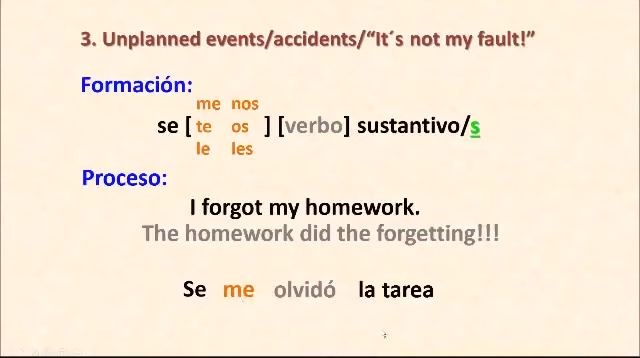 3. Unplanned events/accidents/“It´s not my fault!”
Formación:
me nos
se [ te os ] [verbo] sustantivo/s
le les
Proceso:
I forgot my homework.
The homework did the forgetting!!!
Se me olvidó la tarea